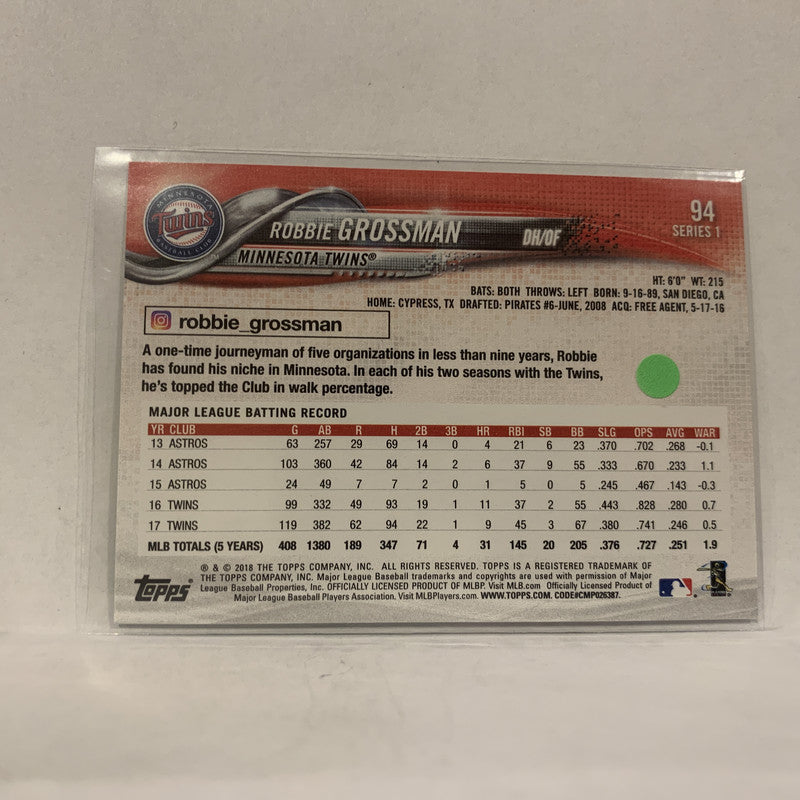 MINNESOTA
Twins
BASEBALL CLUB
TM
ROBBIE GROSSMAN
DH/OF
MINNESOTA TWINS®
94
SERIES 1
HT: 6'0" WT: 215
BATS: BOTH THROWS: LEFT BORN: 9-16-89, SAN DIEGO, CA
HOME: CYPRESS, TX DRAFTED: PIRATES #6-JUNE, 2008 ACQ: FREE AGENT, 5-17-16
robbie_grossman
A one-time journeyman of five organizations in less than nine years, Robbie
has found his niche in Minnesota. In each of his two seasons with the Twins,
he's topped the Club in walk percentage.
MAJOR LEAGUE BATTING RECORD
YR CLUB G AB R H 2B 3B HR RBI SB BB SLG OPS AVG WAR
13 ASTROS 63 257 29 69 14 0 4 21 6 23 .370 .702 .268 -0.1
14 ASTROS 103 360 42 84 14 2 6 37 9 55 .333 .670 .233 1.1
15 ASTROS 24 49 7 7 2 0 1 5 0 5 .245 .467 .143 -0.3
16 TWINS 99 332 49 93 19 1 11 37 2 55 .443 .828 .280 0.7
17 TWINS 119 382 62 94 22 1 9 45 3 67 .380 .741 .246 0.5
MLB TOTALS (5 YEARS) 408 1380 189 347 71 4 31 145 20 205 .376 .727 .251 1.9
® & © 2018 THE TOPPS COMPANY, INC. ALL RIGHTS RESERVED. TOPPS IS A REGISTERED TRADEMARK OF
THE TOPPS COMPANY, INC. Major League Baseball trademarks and copyrights are used with permission of Major
League Baseball Properties, Inc. OFFICIALLY LICENSED PRODUCT OF MLBP. Visit MLB.com Officially Licensed Product of
Major League Baseball Players Association. Visit MLBPlayers.com. WWW.TOPPS.COM. CODE#CMP026387.
Topps®